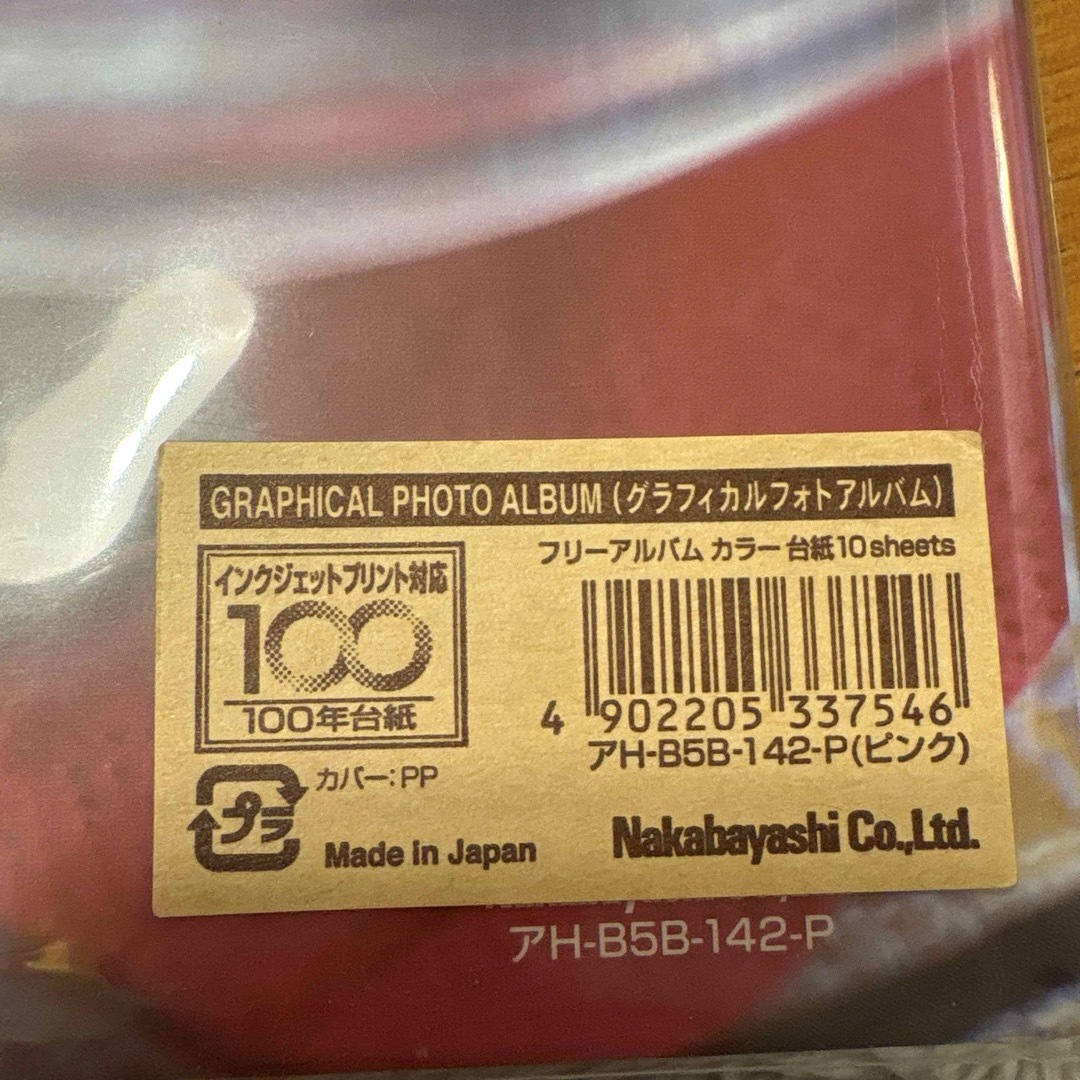 GRAPHICAL PHOTO ALBUM (グラフィカルフォトアルバム)
フリーアルバム カラー台紙10sheets
インクジェットプリント対応
100
100年台紙
4 902205 337546
アH-B5B-142-P(ピンク)
プラ
カバー:PP
Made in Japan
Nakabayashi Co.,Ltd.
アH-B5B-142-P